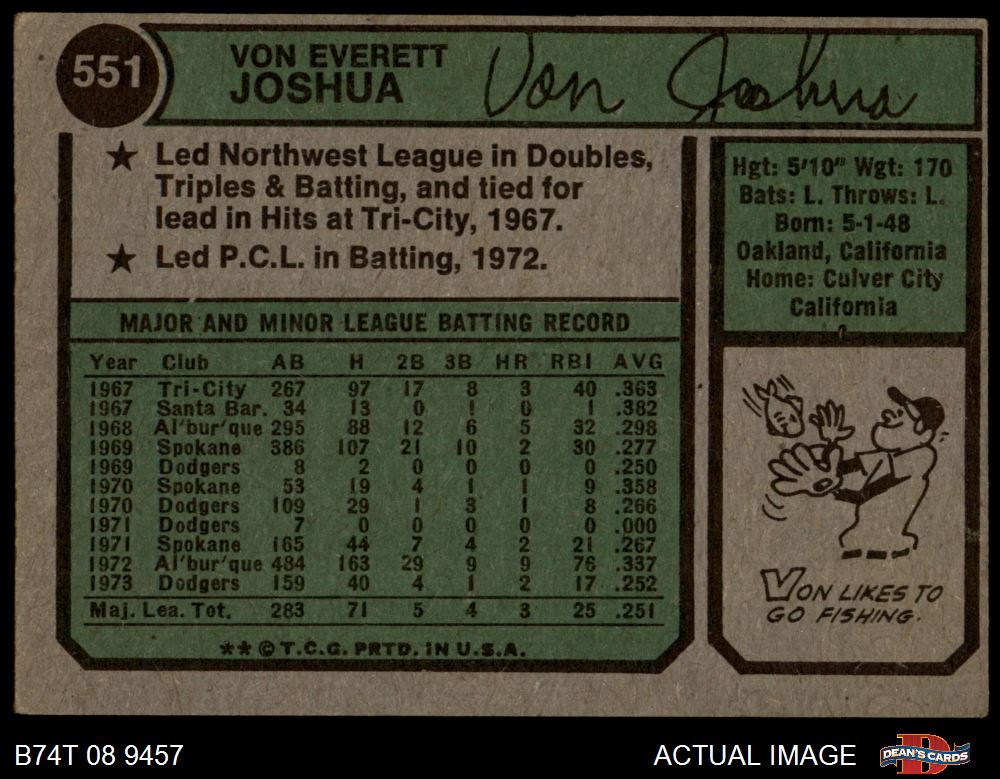 551
VON EVERETT
JOSHUA
Von Joshua
★ Led Northwest League in Doubles,
Triples & Batting, and tied for
lead in Hits at Tri-City, 1967.
★ Led P.C.L. in Batting, 1972.
Hgt: 5'10" Wgt: 170
Bats: L. Throws: L.
Born: 5-1-48
Oakland, California
Home: Culver City
California
MAJOR AND MINOR LEAGUE BATTING RECORD
Year Club AB H 2B 3B HR RBI AVG
1967 Tri-City 267 97 17 8 3 40 .363
1967 Santa Bar. 34 13 0 1 0 1 .382
1968 Al'bur'que 295 88 12 6 5 32 .298
1969 Spokane 386 107 21 10 2 30 .277
1969 Dodgers 8 2 0 0 0 0 .250
1970 Spokane 53 19 4 1 1 9 .358
1970 Dodgers 109 29 1 3 1 8 .266
1971 Dodgers 7 0 0 0 0 0 .000
1971 Spokane 165 44 7 4 2 21 .267
1972 Al'bur'que 484 163 29 9 9 76 .337
1973 Dodgers 159 40 4 1 2 17 .252
Maj. Lea. Tot. 283 71 5 4 3 25 .251
** © T.C.G. PRTD. IN U.S.A.
VON LIKES TO
GO FISHING.
B74T 08 9457
ACTUAL IMAGE
DEAN'S CARDS